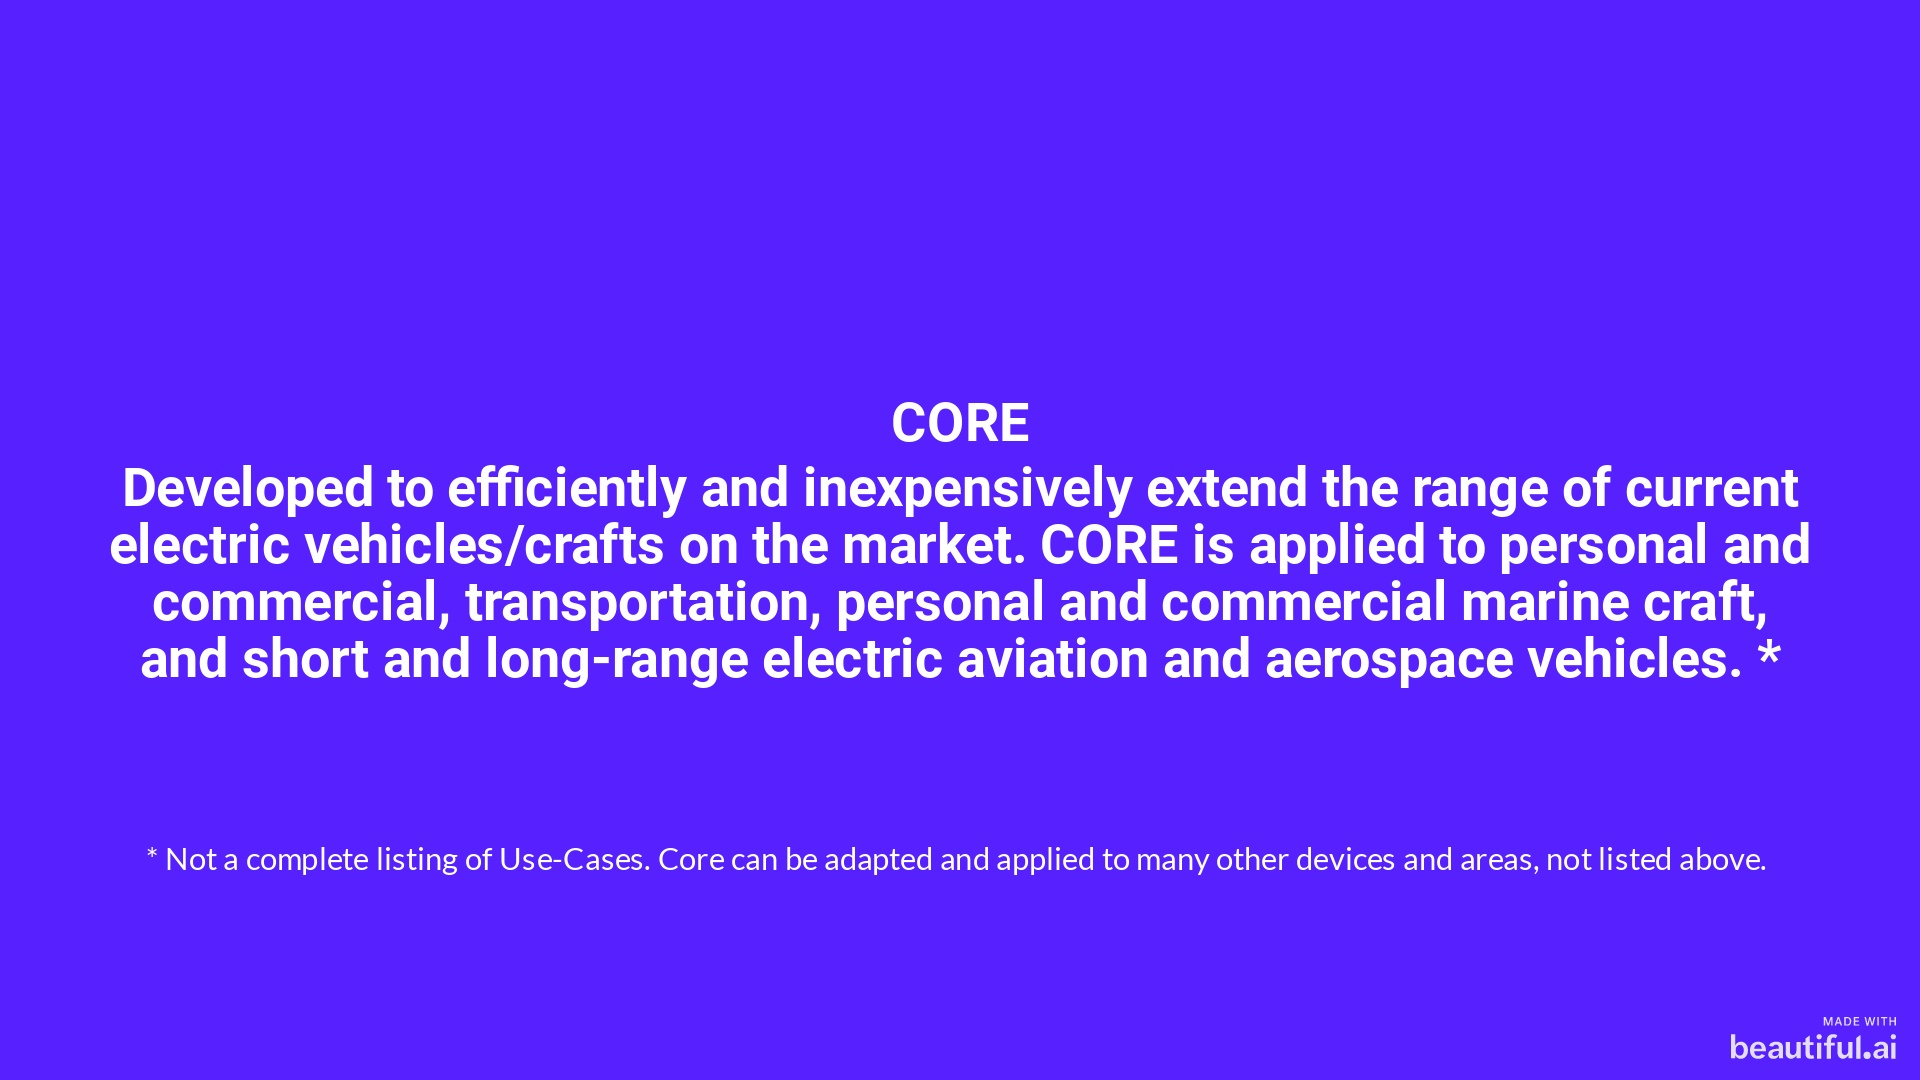 CORE
Developed to efficiently and inexpensively extend the range of current
electric vehicles/crafts on the market. CORE is applied to personal and
commercial, transportation, personal and commercial marine craft,
and short and long-range electric aviation and aerospace vehicles. *
* Not a complete listing of Use-Cases. Core can be adapted and applied to many other devices and areas, not listed above.
MADE WITH
beautiful.ai